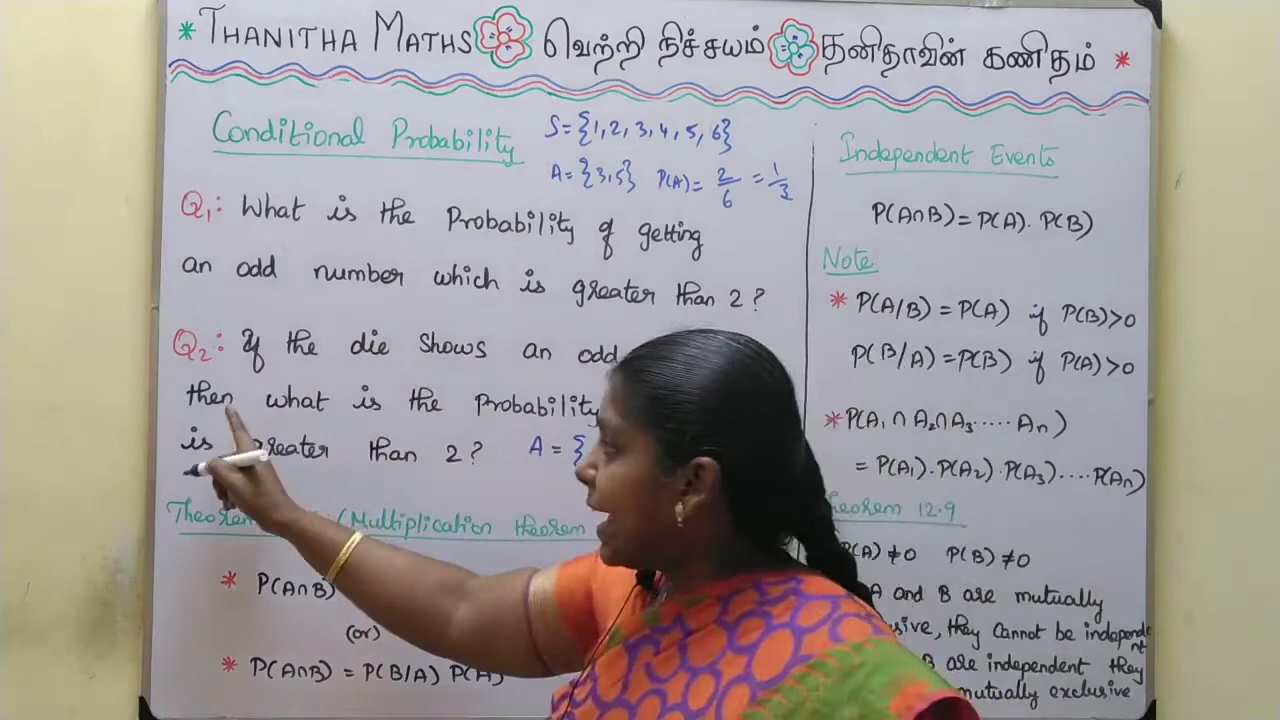 * THANITHA MATHS வெற்றி நிச்சயம் தனிதாவின் கணிதம் *
Conditional Probability
S = {1, 2, 3, 4, 5, 6}
A = {3, 5} P(A) = 2/6 = 1/3
Q1: What is the Probability of getting
an odd number which is greater than 2 ?
Q2: If the die shows an odd
then what is the Probability
is greater than 2 ? A = {
(Multiplication theorem
* P(A∩B)
(or)
* P(A∩B) = P(B/A) P(A)
Independent Events
P(A∩B) = P(A). P(B)
Note
* P(A/B) = P(A) if P(B)>0
P(B/A) = P(B) if P(A)>0
* P(A1 ∩ A2 ∩ A3 ..... An)
= P(A1). P(A2). P(A3).... P(An)
heorem 12.9
P(A) ≠ 0 P(B) ≠ 0
A and B are mutually
sive, they Cannot be independent
B are independent they
mutually exclusive